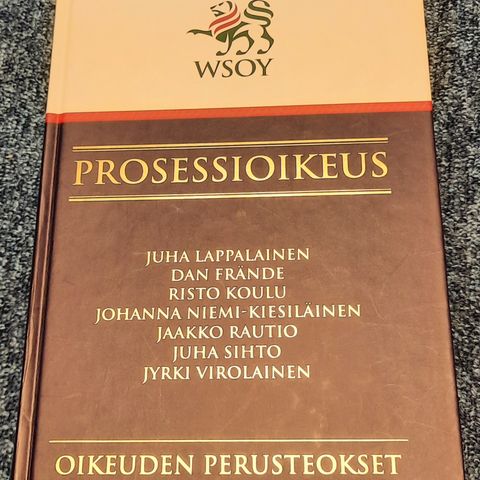 WSOY
PROSESSIOIKEUS
JUHA LAPPALAINEN
DAN FRÄNDE
RISTO KOULU
JOHANNA NIEMI-KIESILÄINEN
JAAKKO RAUTIO
JUHA SIHTO
JYRKI VIROLAINEN
OIKEUDEN PERUSTEOKSET